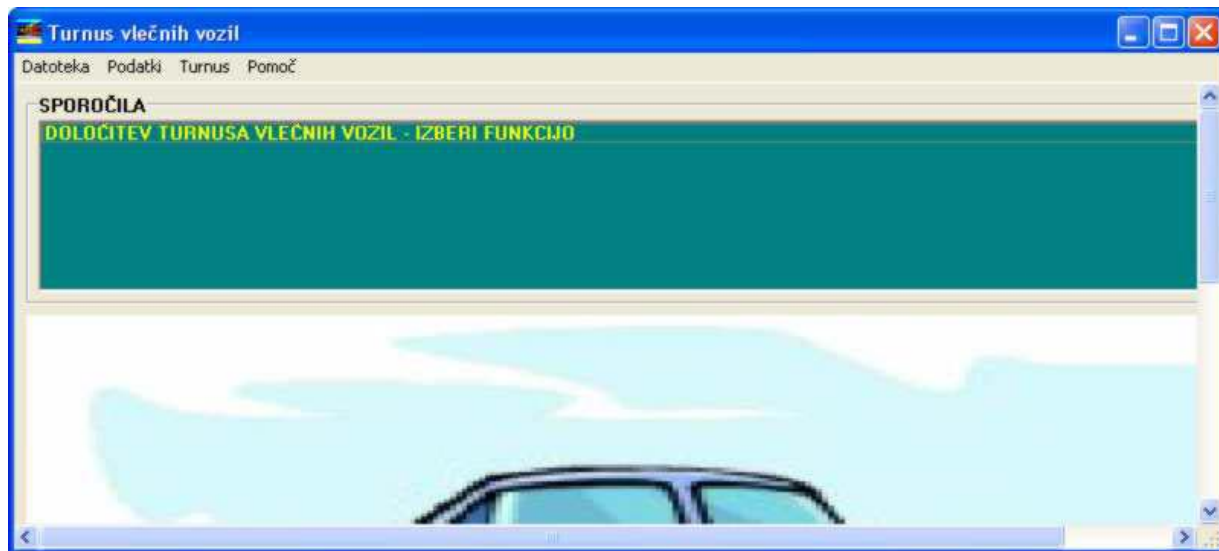 Turnus vlečnih vozil
Datoteka Podatki Turnus Pomoč
SPOROČILA
DOLOČITEV TURNUSA VLEČNIH VOZIL - IZBERI FUNKCIJO